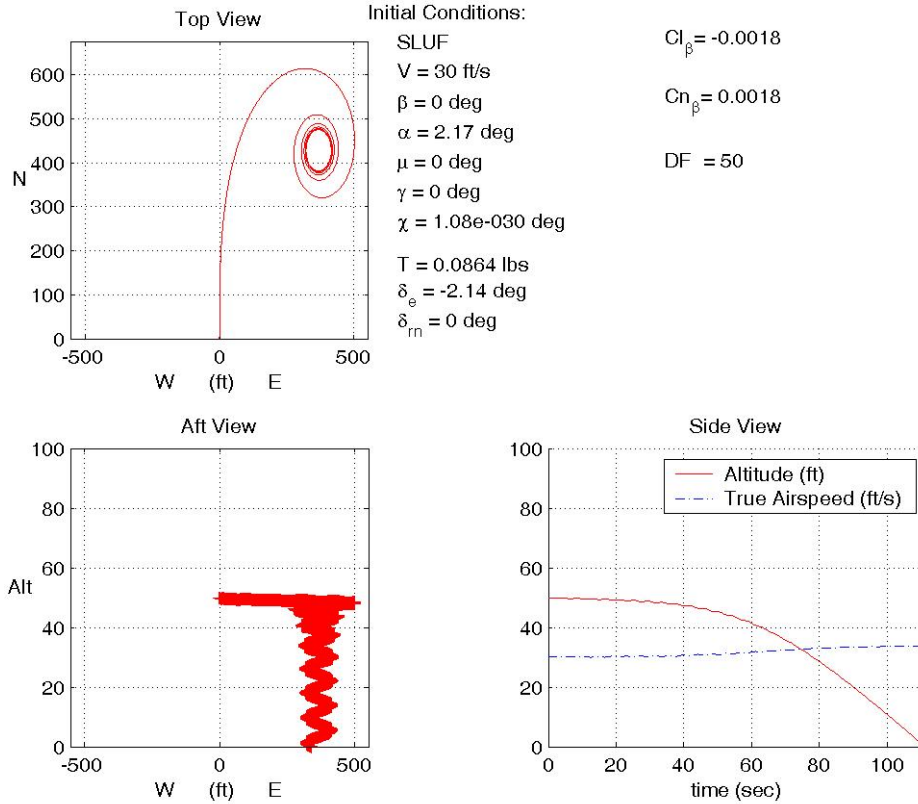 Top View
600
500
400
N
300
200
100
0
-500 0 500
W (ft) E
Initial Conditions:
SLUF
V = 30 ft/s
β = 0 deg
α = 2.17 deg
μ = 0 deg
γ = 0 deg
χ = 1.08e-030 deg
T = 0.0864 lbs
δe = -2.14 deg
δrn = 0 deg
Clβ= -0.0018
Cnβ= 0.0018
DF = 50
Aft View
100
80
60
Alt
40
20
0
-500 0 500
W (ft) E
Side View
100
80
60
40
20
0
0 20 40 60 80 100
time (sec)
Altitude (ft)
True Airspeed (ft/s)